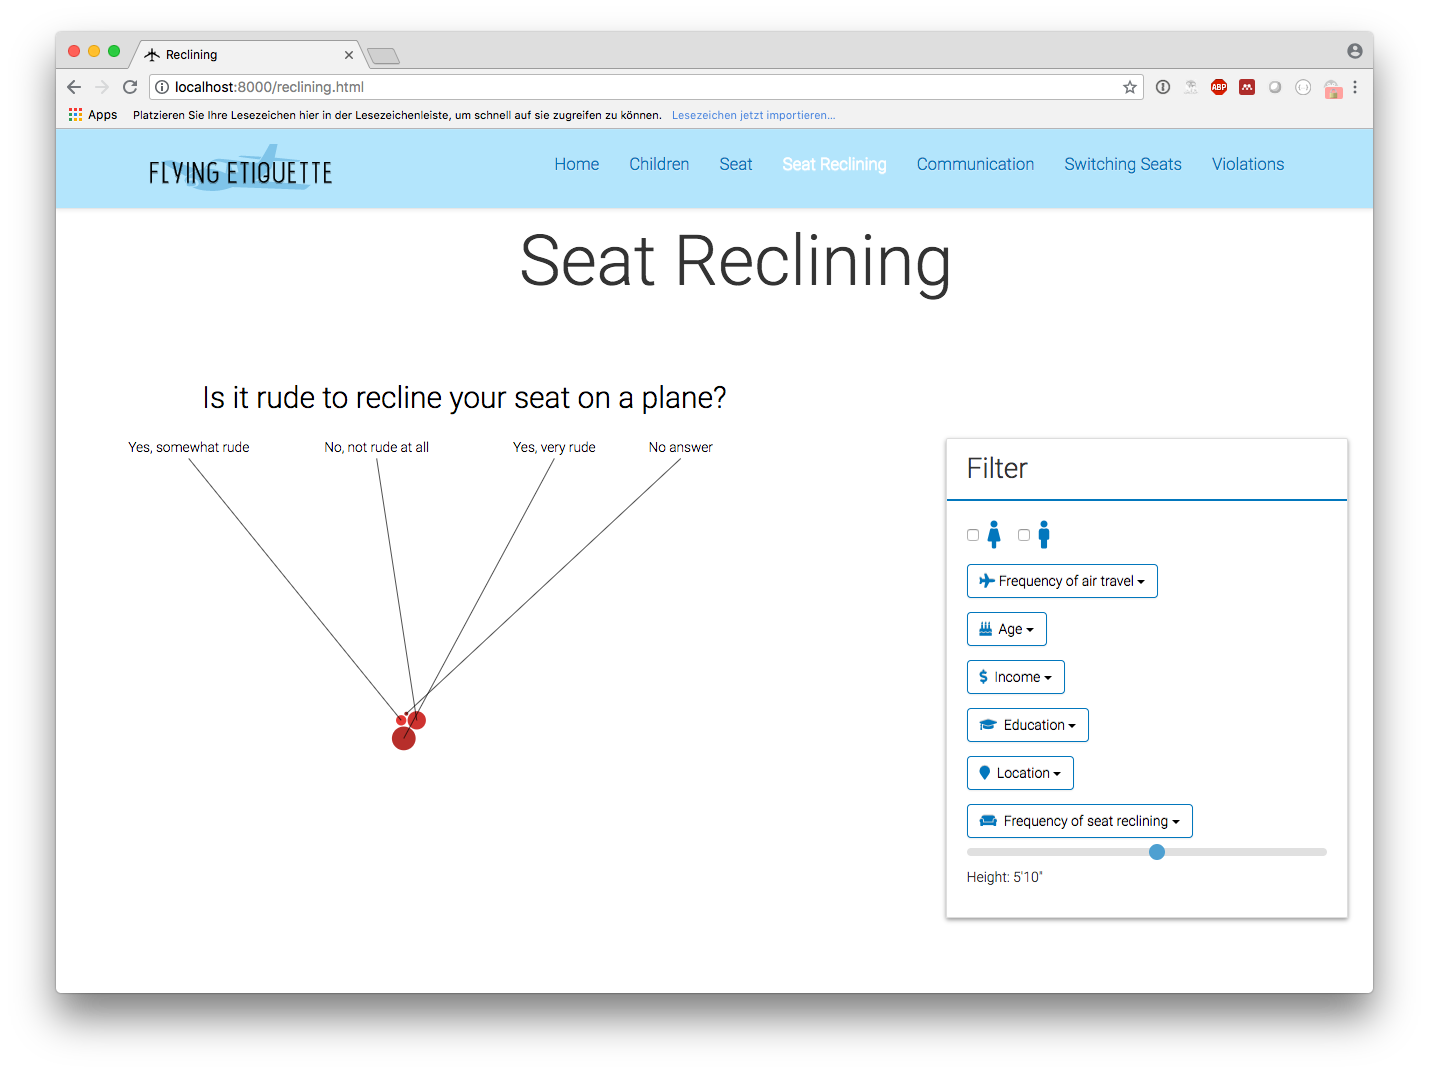 Reclining
localhost:8000/reclining.html
ABP
Apps Platzieren Sie Ihre Lesezeichen hier in der Lesezeichenleiste, um schnell auf sie zugreifen zu können. Lesezeichen jetzt importieren...
FLYING ETIQUETTE
Home Children Seat Seat Reclining Communication Switching Seats Violations
Seat Reclining
Is it rude to recline your seat on a plane?
Yes, somewhat rude No, not rude at all Yes, very rude No answer
Filter
Frequency of air travel
Age
$ Income
Education
Location
Frequency of seat reclining
Height: 5'10"